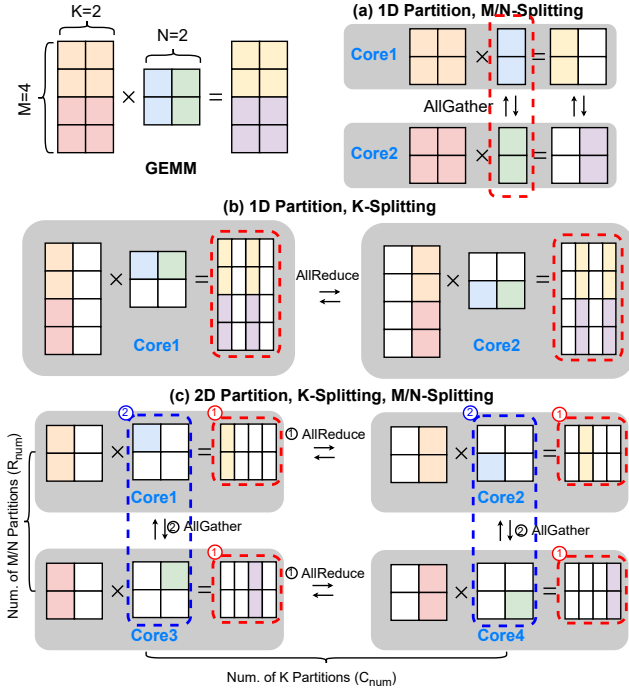 K=2
N=2
M=4
×
=
GEMM
(a) 1D Partition, M/N-Splitting
Core1
×
=
AllGather
Core2
×
=
(b) 1D Partition, K-Splitting
×
=
Core1
AllReduce
×
=
Core2
(c) 2D Partition, K-Splitting, M/N-Splitting
Num. of M/N Partitions (Rnum)
②
①
×
=
Core1
① AllReduce
②
①
×
=
Core2
② AllGather
② AllGather
①
×
=
Core3
① AllReduce
①
×
=
Core4
Num. of K Partitions (Cnum)